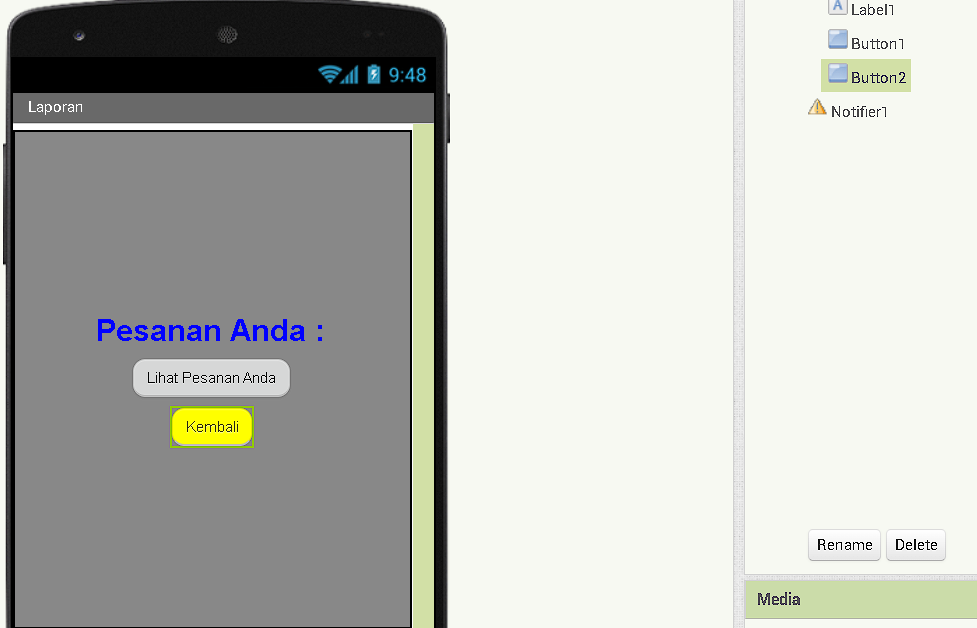 9:48
Laporan
Pesanan Anda :
Lihat Pesanan Anda
Kembali
A Label1
Button1
Button2
Notifier1
Rename Delete
Media